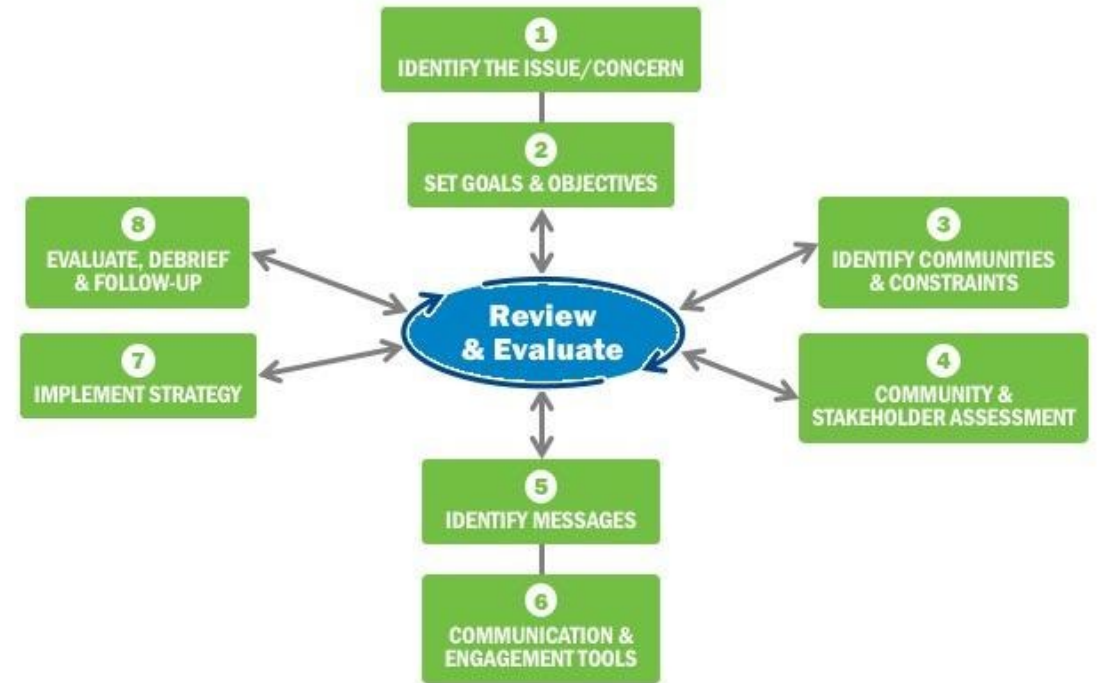 1
IDENTIFY THE ISSUE/CONCERN
2
SET GOALS & OBJECTIVES
3
IDENTIFY COMMUNITIES
& CONSTRAINTS
4
COMMUNITY &
STAKEHOLDER ASSESSMENT
5
IDENTIFY MESSAGES
6
COMMUNICATION &
ENGAGEMENT TOOLS
7
IMPLEMENT STRATEGY
8
EVALUATE, DEBRIEF
& FOLLOW-UP
Review
& Evaluate